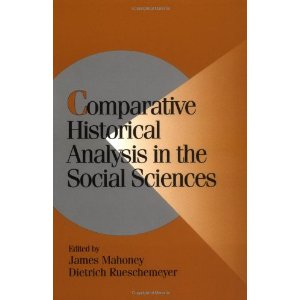 Comparative
Historical
Analysis in the
Social Sciences
Edited by
James Mahoney
Dietrich Rueschemeyer